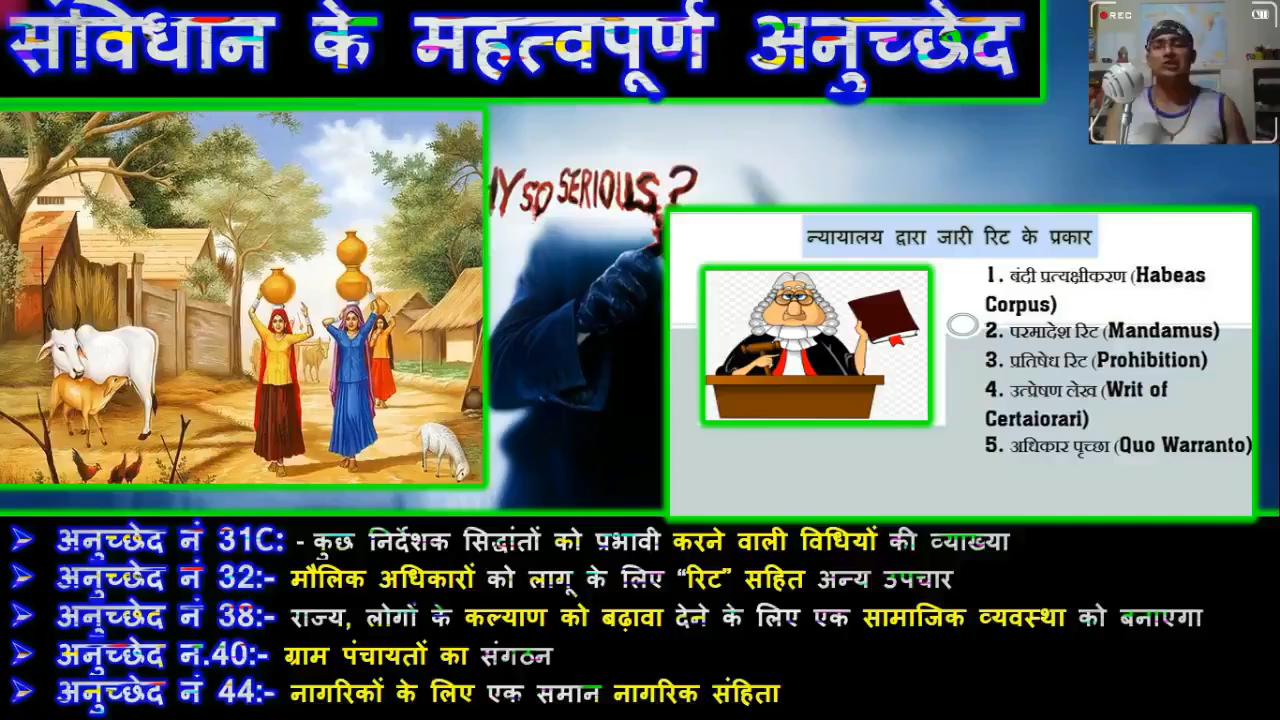 संविधान के महत्वपूर्ण अनुच्छेद
REC
Y SO SERIOUS?
न्यायालय द्वारा जारी रिट के प्रकार
1. बंदी प्रत्यक्षीकरण (Habeas
Corpus)
2. परमादेश रिट (Mandamus)
3. प्रतिषेध रिट (Prohibition)
4. उत्प्रेषण लेख (Writ of
Certaiorari)
5. अधिकार पृच्छा (Quo Warranto)
➢ अनुच्छेद नं 31C: - कुछ निर्देशक सिद्धांतों को प्रभावी करने वाली विधियों की व्याख्या
➢ अनुच्छेद नं 32:- मौलिक अधिकारों को लागू के लिए “रिट” सहित अन्य उपचार
➢ अनुच्छेद नं 38:- राज्य, लोगों के कल्याण को बढ़ावा देने के लिए एक सामाजिक व्यवस्था को बनाएगा
➢ अनुच्छेद न.40:- ग्राम पंचायतों का संगठन
➢ अनुच्छेद नं 44:- नागरिकों के लिए एक समान नागरिक संहिता